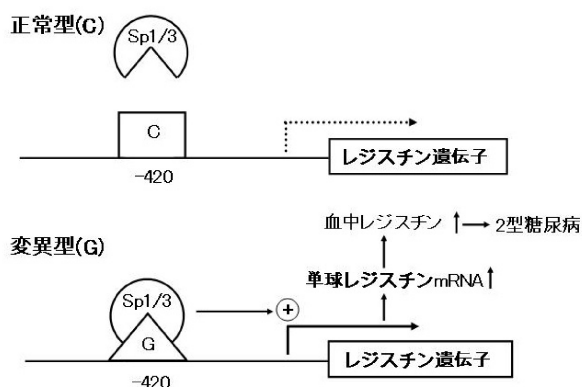 正常型(C)
Sp1/3
C
-420
レジスチン遺伝子
血中レジスチン ↑→2型糖尿病
変異型(G)
単球レジスチンmRNA↑
Sp1/3
+
G
-420
レジスチン遺伝子